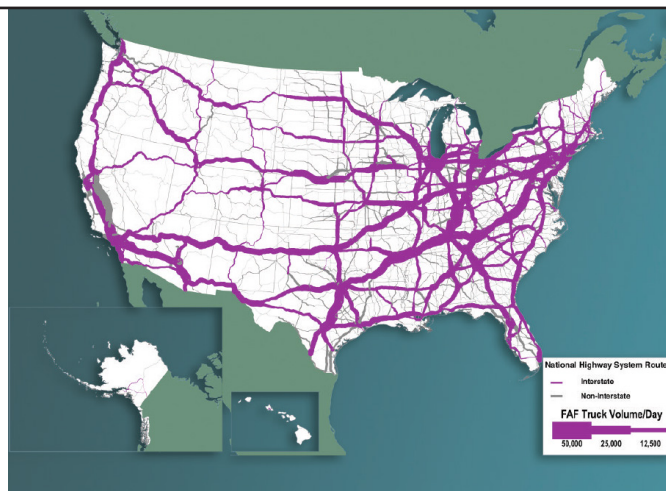 National Highway System Route
Interstate
Non-Interstate
FAF Truck Volume/Day
50,000 25,000 12,500